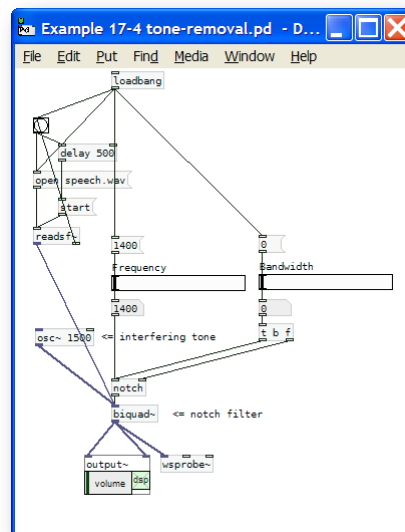 Example 17-4 tone-removal.pd - D...
File Edit Put Find Media Window Help
loadbang
delay 500
open speech.wav
start
readsf~
1400
0
Frequency
Bandwidth
1400
0
osc~ 1500 <= interfering tone
t b f
notch
biquad~ <= notch filter
output~
wsprobe~
volume
dsp